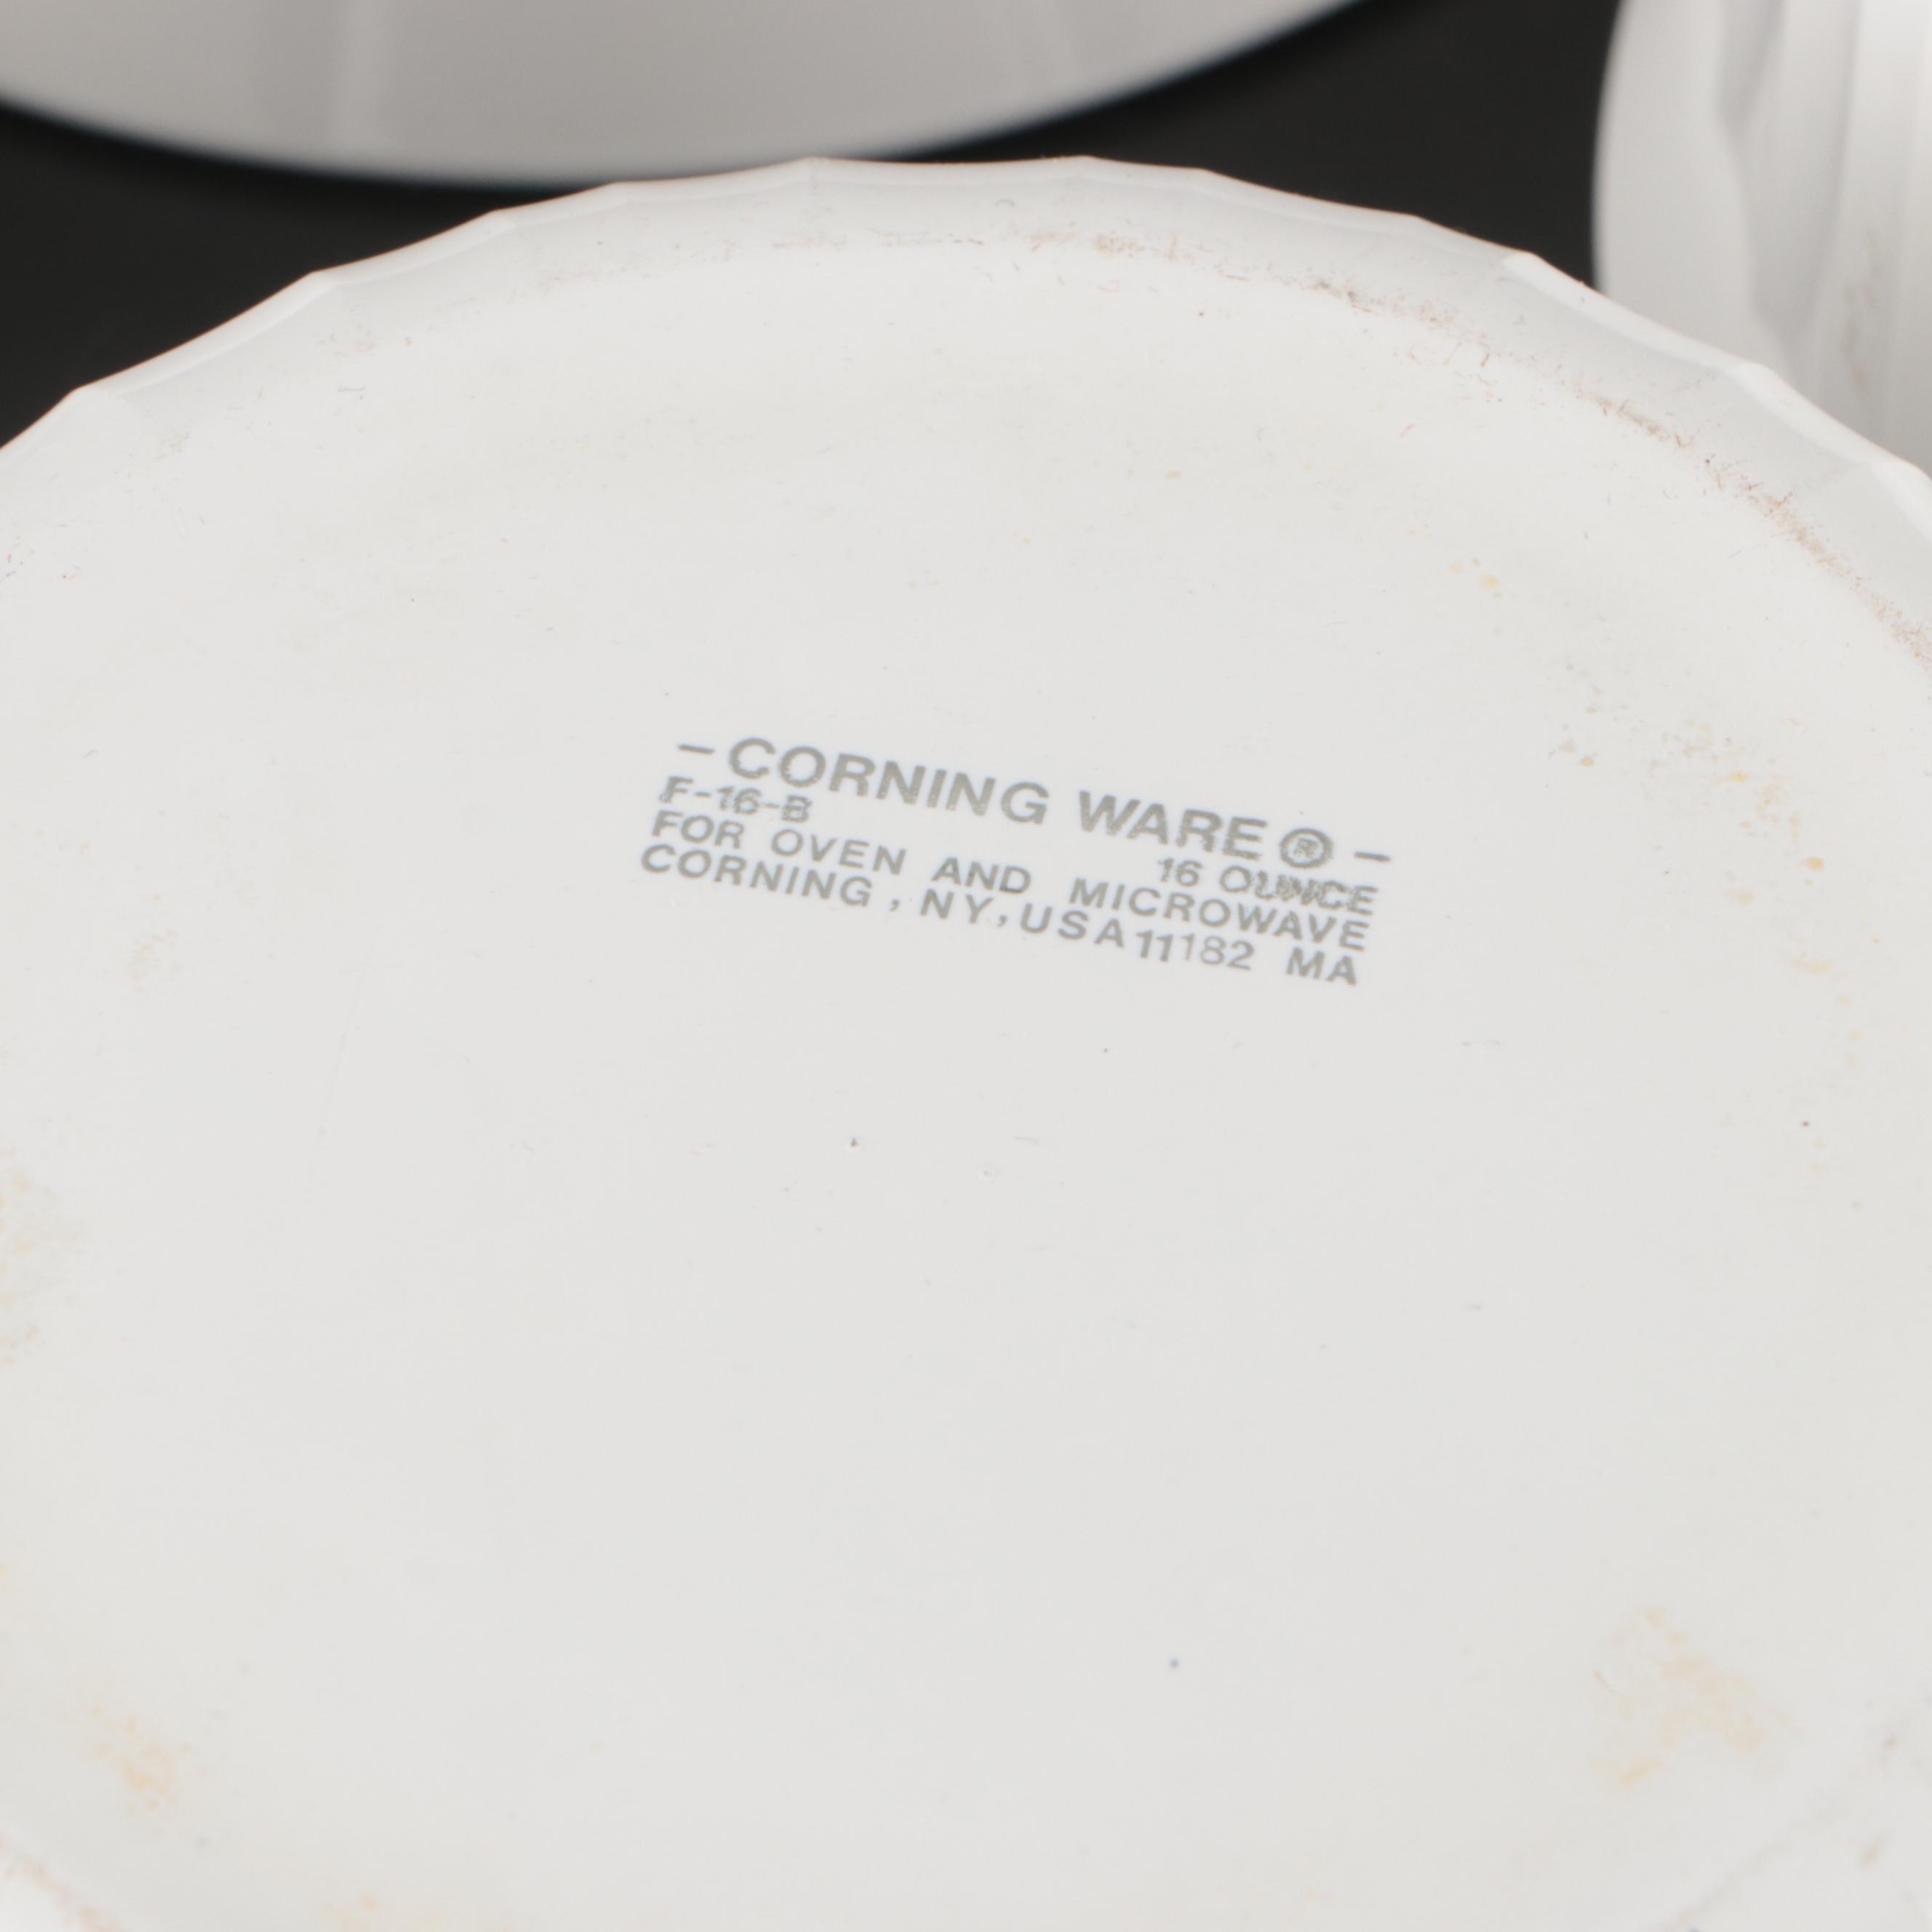 - CORNING WARE ® -
F-16-B 16 OUNCE
FOR OVEN AND MICROWAVE
CORNING, NY, USA 11182 MA